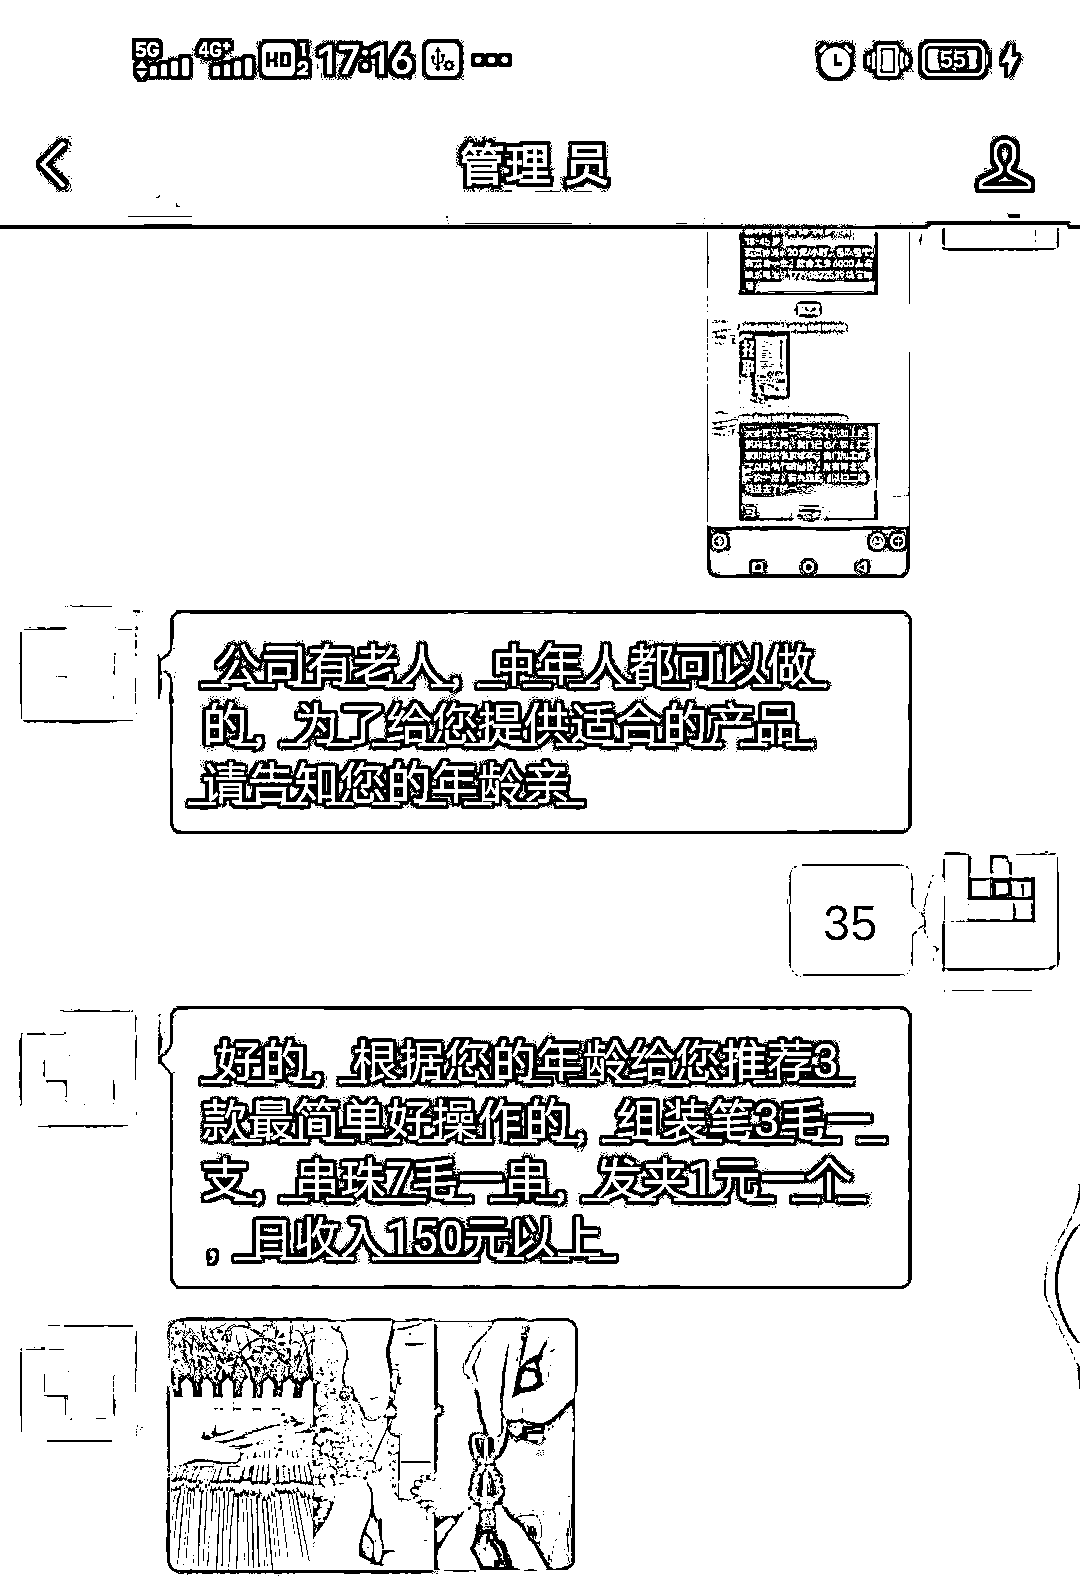 5G 4G+ HD 1 2 17:16 55
管理员
公司有老人，中年人都可以做
的，为了给您提供适合的产品
请告知您的年龄亲
35
好的，根据您的年龄给您推荐3
款最简单好操作的，组装笔3毛一
支，串珠7毛一串，发夹1元一个
，日收入150元以上